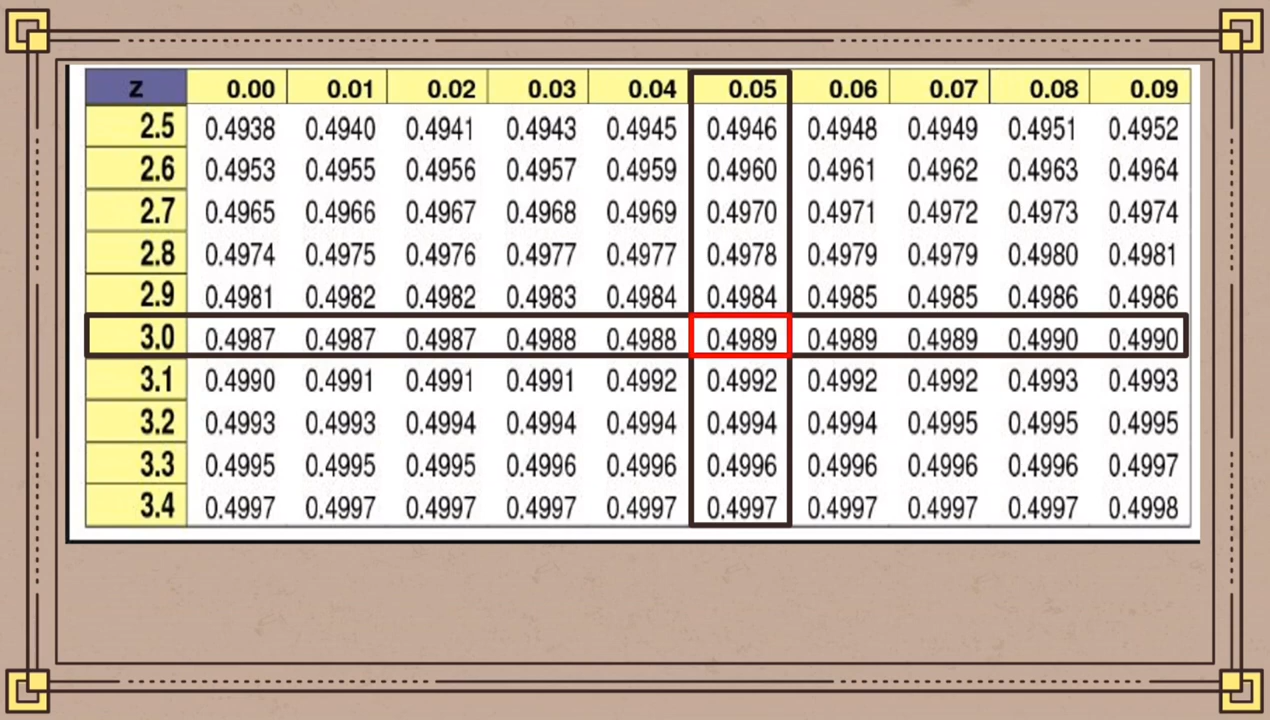 z 0.00 0.01 0.02 0.03 0.04 0.05 0.06 0.07 0.08 0.09
2.5 0.4938 0.4940 0.4941 0.4943 0.4945 0.4946 0.4948 0.4949 0.4951 0.4952
2.6 0.4953 0.4955 0.4956 0.4957 0.4959 0.4960 0.4961 0.4962 0.4963 0.4964
2.7 0.4965 0.4966 0.4967 0.4968 0.4969 0.4970 0.4971 0.4972 0.4973 0.4974
2.8 0.4974 0.4975 0.4976 0.4977 0.4977 0.4978 0.4979 0.4979 0.4980 0.4981
2.9 0.4981 0.4982 0.4982 0.4983 0.4984 0.4984 0.4985 0.4985 0.4986 0.4986
3.0 0.4987 0.4987 0.4987 0.4988 0.4988 0.4989 0.4989 0.4989 0.4990 0.4990
3.1 0.4990 0.4991 0.4991 0.4991 0.4992 0.4992 0.4992 0.4992 0.4993 0.4993
3.2 0.4993 0.4993 0.4994 0.4994 0.4994 0.4994 0.4994 0.4995 0.4995 0.4995
3.3 0.4995 0.4995 0.4995 0.4996 0.4996 0.4996 0.4996 0.4996 0.4996 0.4997
3.4 0.4997 0.4997 0.4997 0.4997 0.4997 0.4997 0.4997 0.4997 0.4997 0.4998